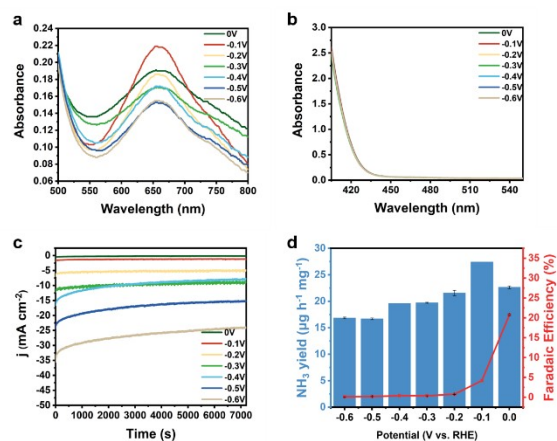 a
0.24
0.22
0.20
0.18
0.16
0.14
0.12
0.10
0.08
0.06
Absorbance
500 550 600 650 700 750 800
Wavelength (nm)
0V
-0.1V
-0.2V
-0.3V
-0.4V
-0.5V
-0.6V
b
3.0
2.5
2.0
1.5
1.0
0.5
0.0
Absorbance
420 450 480 510 540
Wavelength (nm)
0V
-0.1V
-0.2V
-0.3V
-0.4V
-0.5V
-0.6V
c
0
-5
-10
-15
-20
-25
-30
-35
-40
-45
-50
j (mA cm⁻²)
0 1000 2000 3000 4000 5000 6000 7000
Time (s)
0V
-0.1V
-0.2V
-0.3V
-0.4V
-0.5V
-0.6V
d
30
25
20
15
10
5
0
NH₃ yield (μg h⁻¹ mg⁻¹)
-0.6 -0.5 -0.4 -0.3 -0.2 -0.1 0.0
Potential (V vs. RHE)
35
30
25
20
15
10
5
0
Faradaic Efficiency (%)